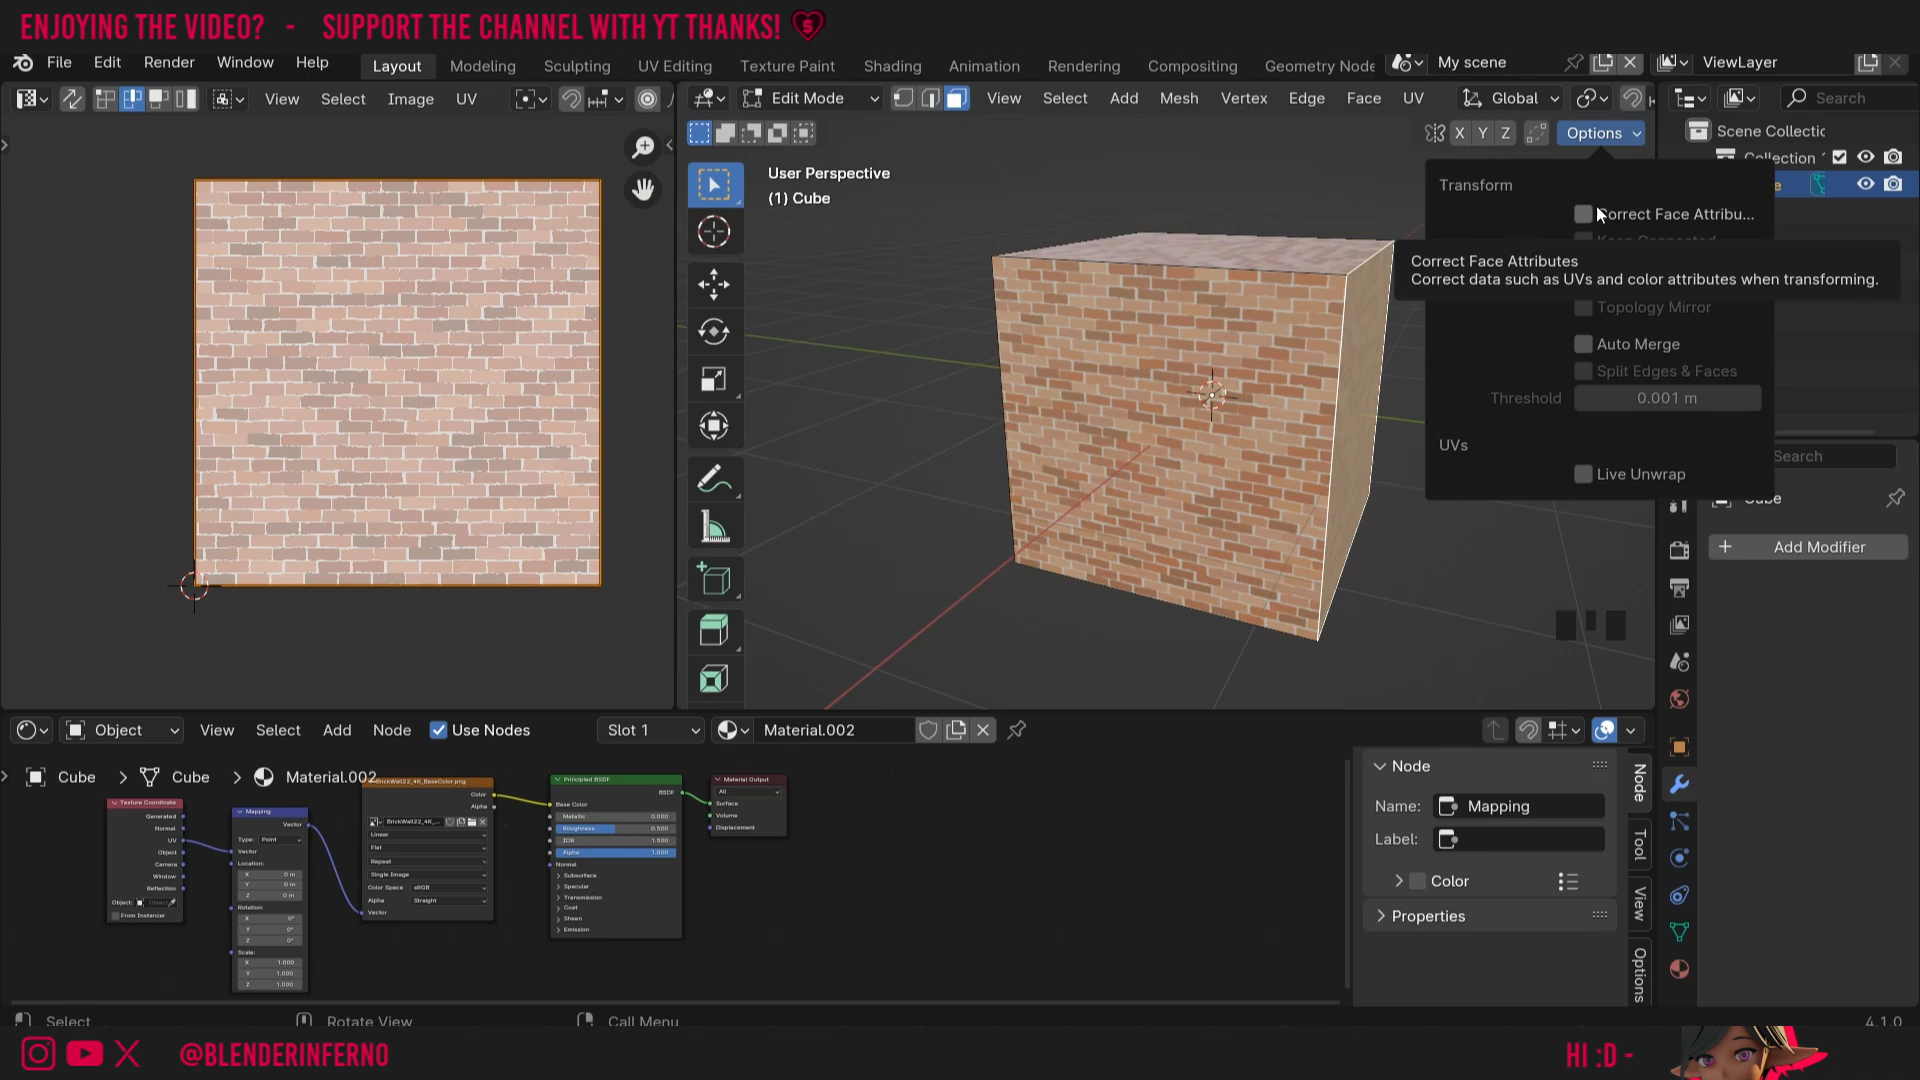 ENJOYING THE VIDEO? - SUPPORT THE CHANNEL WITH YT THANKS!
File Edit Render Window Help Layout Modeling Sculpting UV Editing Texture Paint Shading Animation Rendering Compositing Geometry Node My scene ViewLayer
View Select Image UV
Edit Mode View Select Add Mesh Vertex Edge Face UV Global
Search
X Y Z Options
Scene Collectic
Collection
User Perspective
(1) Cube
Transform
Correct Face Attribu...
Correct Face Attributes
Correct data such as UVs and color attributes when transforming.
Topology Mirror
Auto Merge
Split Edges & Faces
Threshold 0.001 m
UVs
Live Unwrap
Search
Cube
Add Modifier
Object View Select Add Node Use Nodes Slot 1 Material.002
Cube > Cube > Material.002
Texture Coordinate
Generated
Normal
UV
Object
Camera
Window
Reflection
Object: Object
From Instancer
Mapping
Vector
Type: Point
Vector
Location:
X 0 m
Y 0 m
Z 0 m
Rotation:
X 0°
Y 0°
Z 0°
Scale:
X 1.000
Y 1.000
Z 1.000
BrickWall22_4K_BaseColor.png
Color
Alpha
BrickWall22_4K_...
Linear
Flat
Repeat
Single Image
Color Space sRGB
Alpha Straight
Vector
Principled BSDF
BSDF
Base Color
Metallic 0.000
Roughness 0.500
IOR 1.500
Alpha 1.000
Normal
Subsurface
Specular
Transmission
Coat
Sheen
Emission
Material Output
All
Surface
Volume
Displacement
Node
Name: Mapping
Label:
Color
Properties
Node
Tool
View
Options
Select Rotate View Call Menu 4.1.0
@BLENDERINFERNO HI :D -